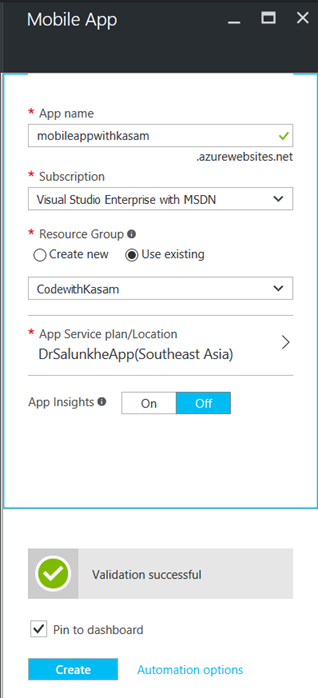 Mobile App
* App name
mobileappwithkasam
.azurewebsites.net
* Subscription
Visual Studio Enterprise with MSDN
* Resource Group
Create new Use existing
CodewithKasam
* App Service plan/Location
DrSalunkheApp(Southeast Asia)
App Insights On Off
Validation successful
Pin to dashboard
Create Automation options